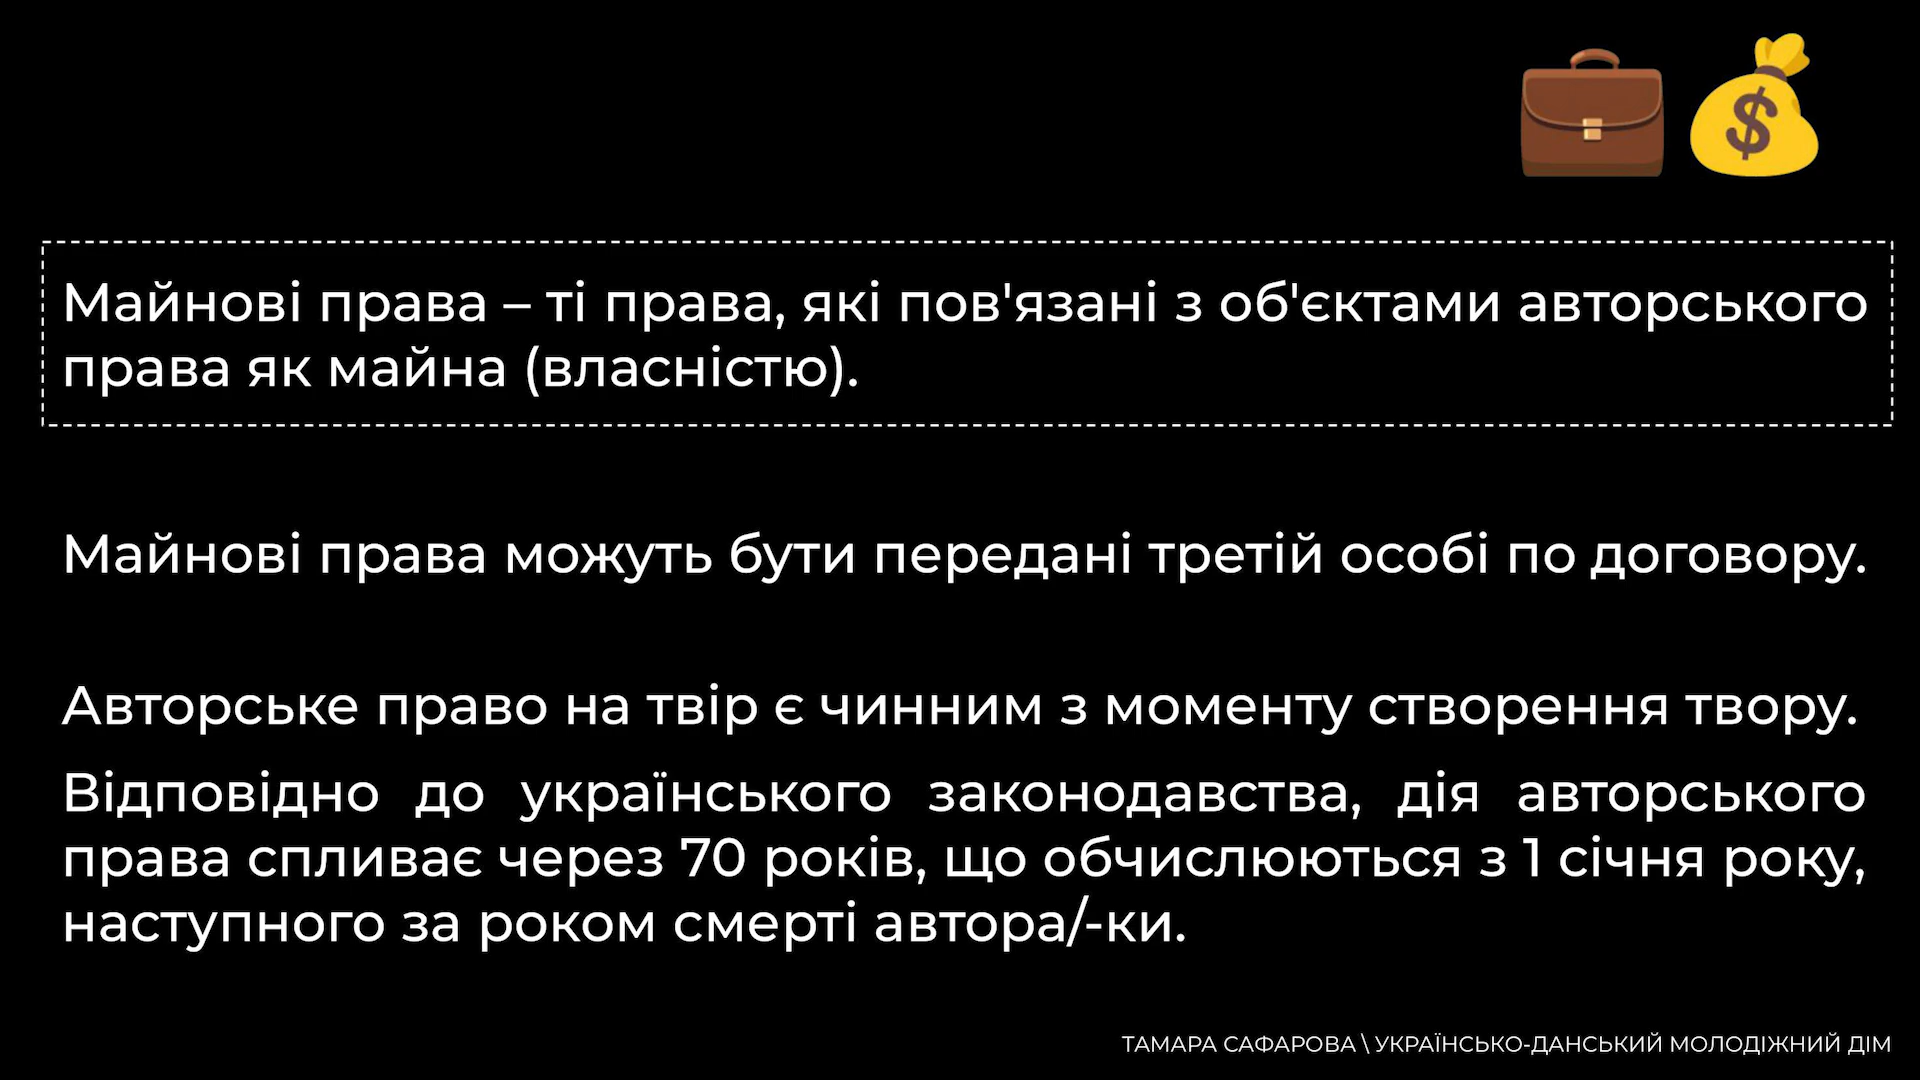 Майнові права – ті права, які пов'язані з об'єктами авторського
права як майна (власністю).
Майнові права можуть бути передані третій особі по договору.
Авторське право на твір є чинним з моменту створення твору.
Відповідно до українського законодавства, дія авторського
права спливає через 70 років, що обчислюються з 1 січня року,
наступного за роком смерті автора/-ки.
ТАМАРА САФАРОВА \ УКРАЇНСЬКО-ДАНСЬКИЙ МОЛОДІЖНИЙ ДІМ